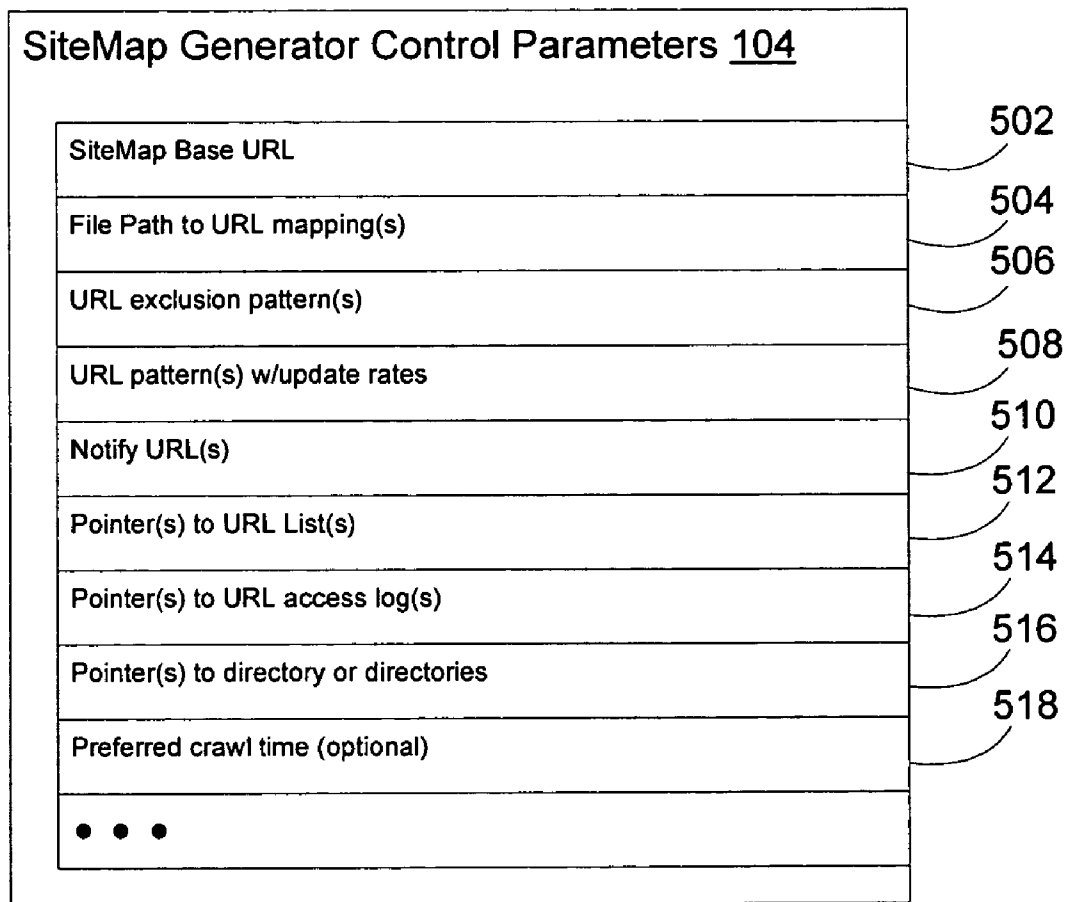 SiteMap Generator Control Parameters 104
SiteMap Base URL
502
File Path to URL mapping(s)
504
URL exclusion pattern(s)
506
URL pattern(s) w/update rates
508
Notify URL(s)
510
Pointer(s) to URL List(s)
512
Pointer(s) to URL access log(s)
514
Pointer(s) to directory or directories
516
Preferred crawl time (optional)
518
• • •